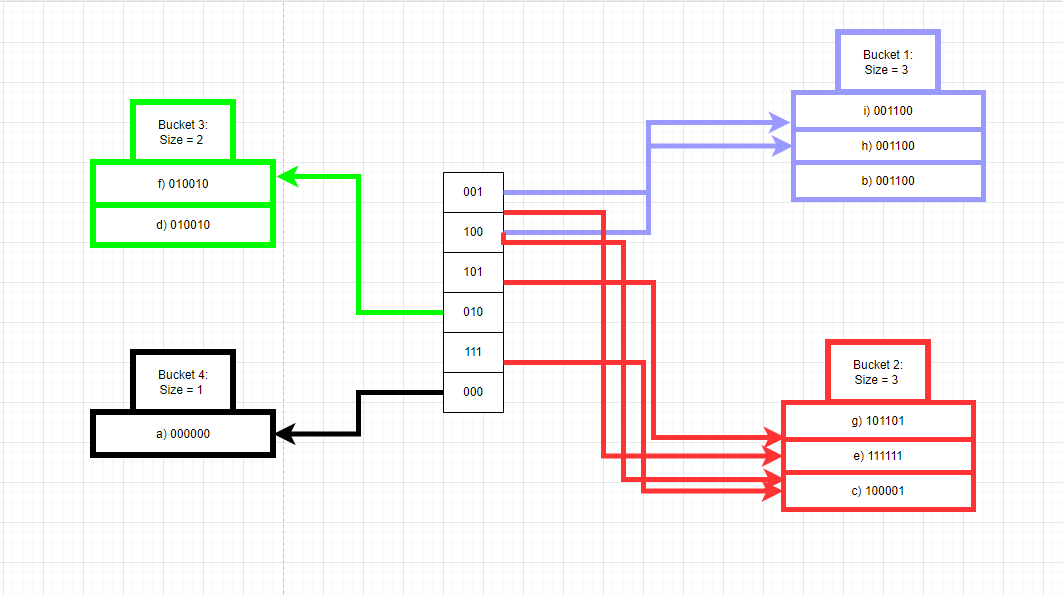 Bucket 1:
Size = 3
i) 001100
h) 001100
b) 001100
Bucket 3:
Size = 2
f) 010010
d) 010010
001
100
101
010
111
000
Bucket 4:
Size = 1
a) 000000
Bucket 2:
Size = 3
g) 101101
e) 111111
c) 100001